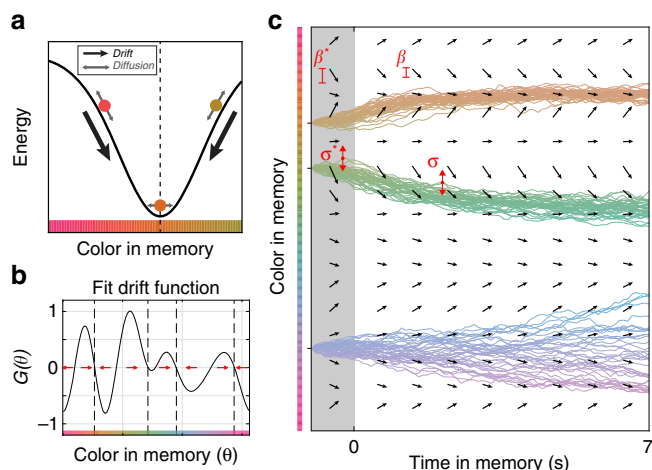 a
Drift
Diffusion
Energy
Color in memory
b
Fit drift function
G(θ)
1
0
−1
Color in memory (θ)
c
β*
β
σ*
σ
Color in memory
0
7
Time in memory (s)